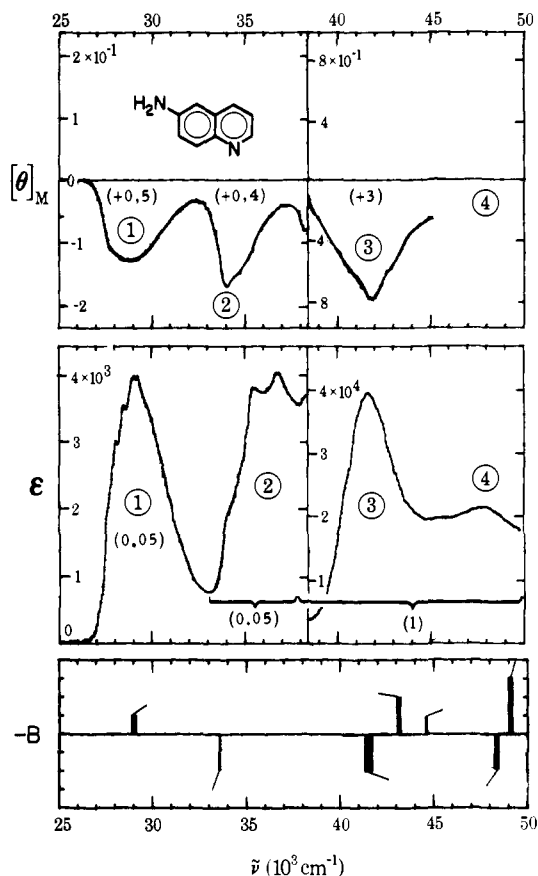 25 30 35 40 45 50
2×10⁻¹ 8×10⁻¹
1 4
H₂N
N
[θ]M 0 (+0,5) (+0,4) (+3) ④
-1 ① ② 4 ③
-2 8
4×10³ 4×10⁴
3 3
ε ② ④
2 ① ③ 2
(0.05)
1 1
0 (0.05) (1)
-B
25 30 35 40 45 50
ṽ (10³cm⁻¹)